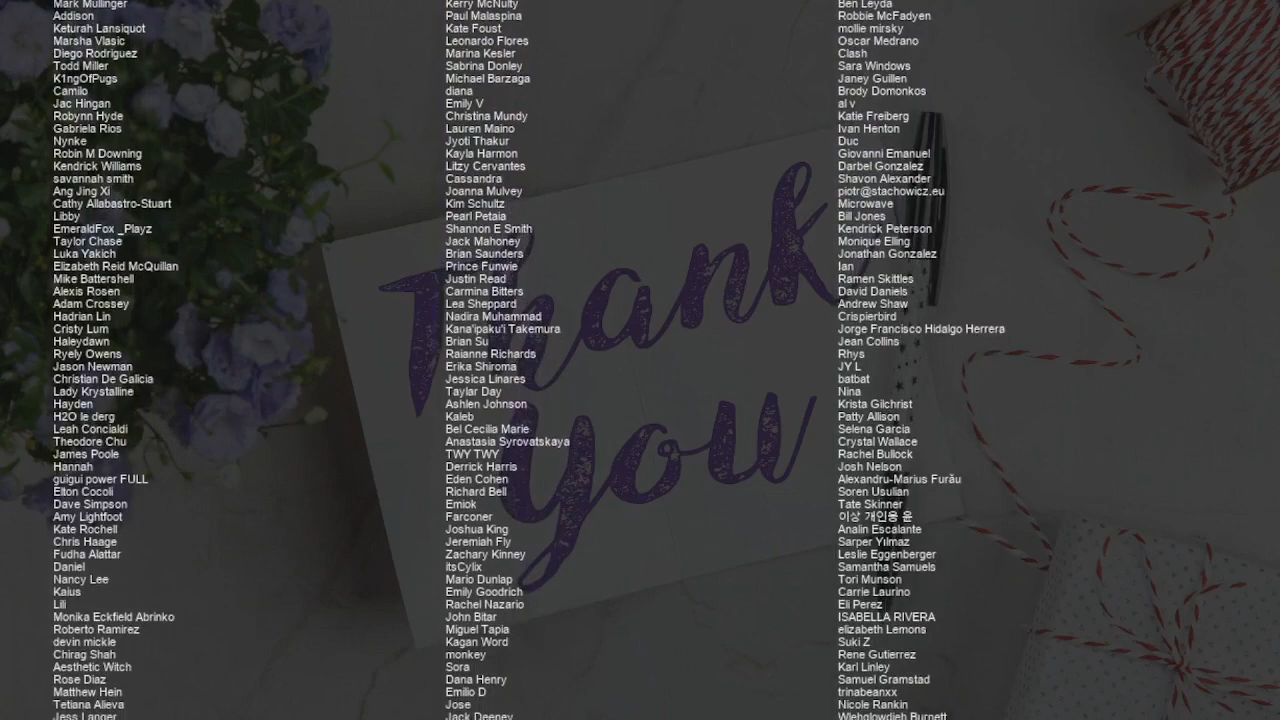 Mark Mullinger
Addison
Keturah Lansiquot
Marsha Vlasic
Diego Rodriguez
Todd Miller
K1ngOfPugs
Camilo
Jac Hingan
Robynn Hyde
Gabriela Rios
Nynke
Robin M Downing
Kendrick Williams
savannah smith
Ang Jing Xi
Cathy Allabastro-Stuart
Libby
EmeraldFox _Playz
Taylor Chase
Luka Yakich
Elizabeth Reid McQuillan
Mike Battershell
Alexis Rosen
Adam Crossey
Hadrian Lin
Cristy Lum
Haleydawn
Ryely Owens
Jason Newman
Christian De Galicia
Lady Krystalline
Hayden
H2O le derg
Leah Concialdi
Theodore Chu
James Poole
Hannah
guigui power FULL
Elton Cocoli
Dave Simpson
Amy Lightfoot
Kate Rochell
Chris Haage
Fudha Alattar
Daniel
Nancy Lee
Kaius
Lili
Monika Eckfield Abrinko
Roberto Ramirez
devin mickle
Chirag Shah
Aesthetic Witch
Rose Diaz
Matthew Hein
Tetiana Alieva
Jess Langer
Kerry McNulty
Paul Malaspina
Kate Foust
Leonardo Flores
Marina Kesler
Sabrina Donley
Michael Barzaga
diana
Emily V
Christina Mundy
Lauren Maino
Jyoti Thakur
Kayla Harmon
Litzy Cervantes
Cassandra
Joanna Mulvey
Kim Schultz
Pearl Petaia
Shannon E Smith
Jack Mahoney
Brian Saunders
Prince Funwie
Justin Read
Carmina Bitters
Lea Sheppard
Nadira Muhammad
Kana'ipaku'i Takemura
Brian Su
Raianne Richards
Erika Shiroma
Jessica Linares
Taylar Day
Ashlen Johnson
Kaleb
Bel Cecilia Marie
Anastasia Syrovatskaya
TWY TWY
Derrick Harris
Eden Cohen
Richard Bell
Emiok
Farconer
Joshua King
Jeremiah Fly
Zachary Kinney
itsCylix
Mario Dunlap
Emily Goodrich
Rachel Nazario
John Bitar
Miguel Tapia
Kagan Word
monkey
Sora
Dana Henry
Emilio D
Jose
Jack Deeney
Ben Leyda
Robbie McFadyen
mollie mirsky
Oscar Medrano
Clash
Sara Windows
Janey Guillen
Brody Domonkos
al v
Katie Freiberg
Ivan Henton
Duc
Giovanni Emanuel
Darbel Gonzalez
Shavon Alexander
piotr@stachowicz.eu
Microwave
Bill Jones
Kendrick Peterson
Monique Elling
Jonathan Gonzalez
Ian
Ramen Skittles
David Daniels
Andrew Shaw
Crispierbird
Jorge Francisco Hidalgo Herrera
Jean Collins
Rhys
JY L
batbat
Nina
Krista Gilchrist
Patty Allison
Selena Garcia
Crystal Wallace
Rachel Bullock
Josh Nelson
Alexandru-Marius Furău
Soren Usulian
Tate Skinner
이상 개인용 윤
Analin Escalante
Sarper Yılmaz
Leslie Eggenberger
Samantha Samuels
Tori Munson
Carrie Laurino
Eli Perez
ISABELLA RIVERA
elizabeth Lemons
Suki Z
Rene Gutierrez
Karl Linley
Samuel Gramstad
trinabeanxx
Nicole Rankin
Wlehglowdieh Burnett
Thank
you